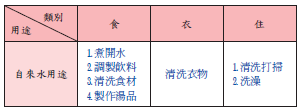 類別
用途
食
衣
住
自來水用途
1.煮開水
2.調製飲料
3.清洗食材
4.製作湯品
清洗衣物
1.清洗打掃
2.洗澡